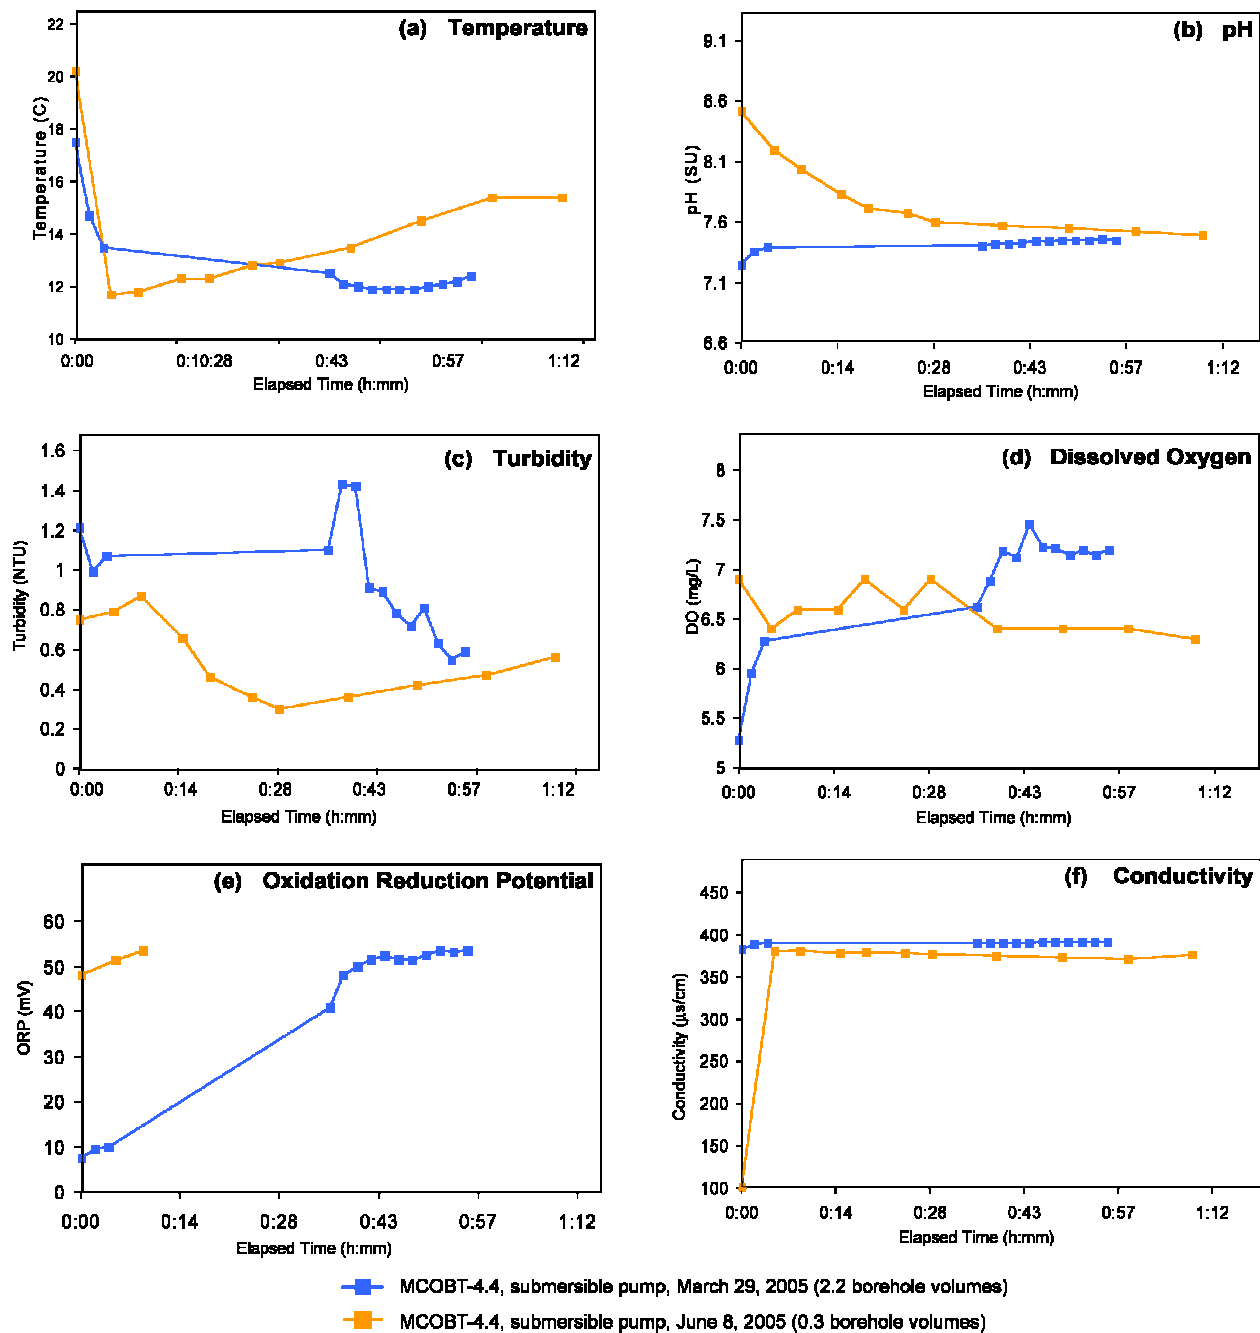 (a) Temperature
22
20
18
16
14
12
10
Temperature (C)
0:00 0:10:28 0:43 0:57 1:12
Elapsed Time (h:mm)
(b) pH
9.1
8.6
8.1
7.6
7.1
6.6
pH (SU)
0:00 0:14 0:28 0:43 0:57 1:12
Elapsed Time (h:mm)
(c) Turbidity
1.6
1.4
1.2
1
0.8
0.6
0.4
0.2
0
Turbidity (NTU)
0:00 0:14 0:28 0:43 0:57 1:12
Elapsed Time (h:mm)
(d) Dissolved Oxygen
8
7.5
7
6.5
6
5.5
5
DO (mg/L)
0:00 0:14 0:28 0:43 0:57 1:12
Elapsed Time (h:mm)
(e) Oxidation Reduction Potential
60
50
40
30
20
10
0
ORP (mV)
0:00 0:14 0:28 0:43 0:57 1:12
Elapsed Time (h:mm)
(f) Conductivity
450
400
350
300
250
200
150
100
Conductivity (µs/cm)
0:00 0:14 0:28 0:43 0:57 1:12
Elapsed Time (h:mm)
MCOBT-4.4, submersible pump, March 29, 2005 (2.2 borehole volumes)
MCOBT-4.4, submersible pump, June 8, 2005 (0.3 borehole volumes)